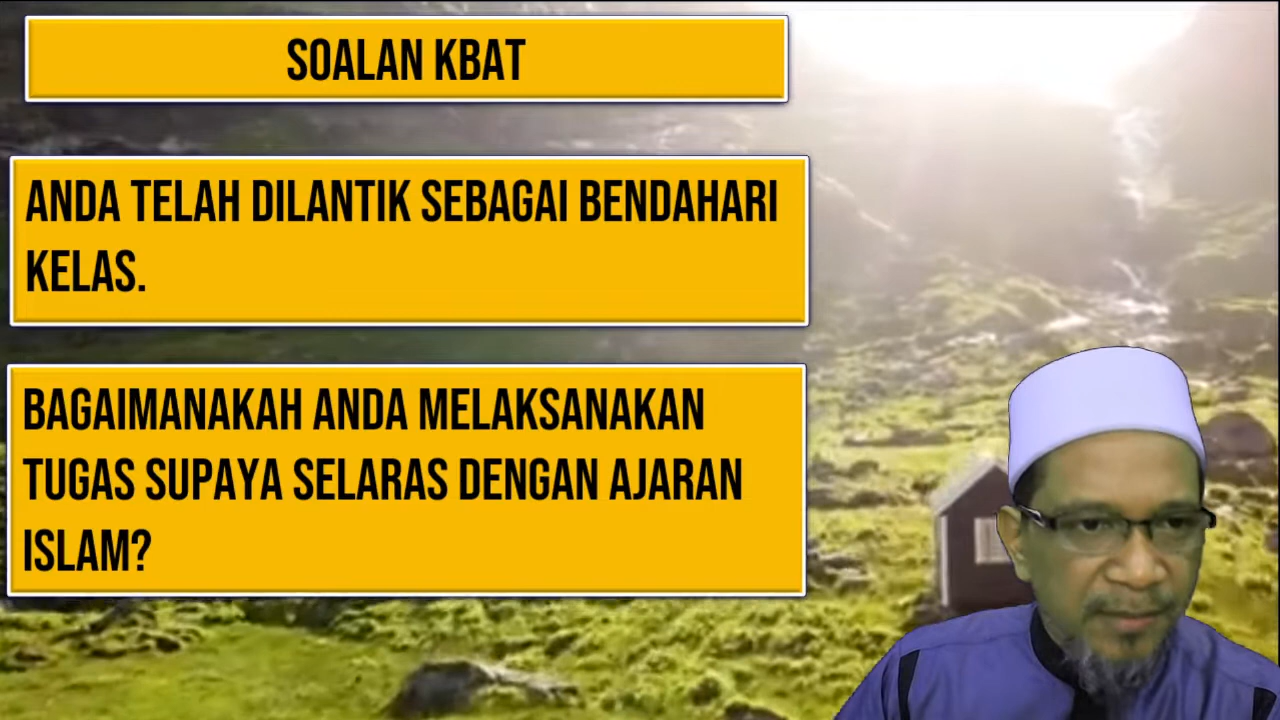 SOALAN KBAT
ANDA TELAH DILANTIK SEBAGAI BENDAHARI
KELAS.
BAGAIMANAKAH ANDA MELAKSANAKAN
TUGAS SUPAYA SELARAS DENGAN AJARAN
ISLAM?